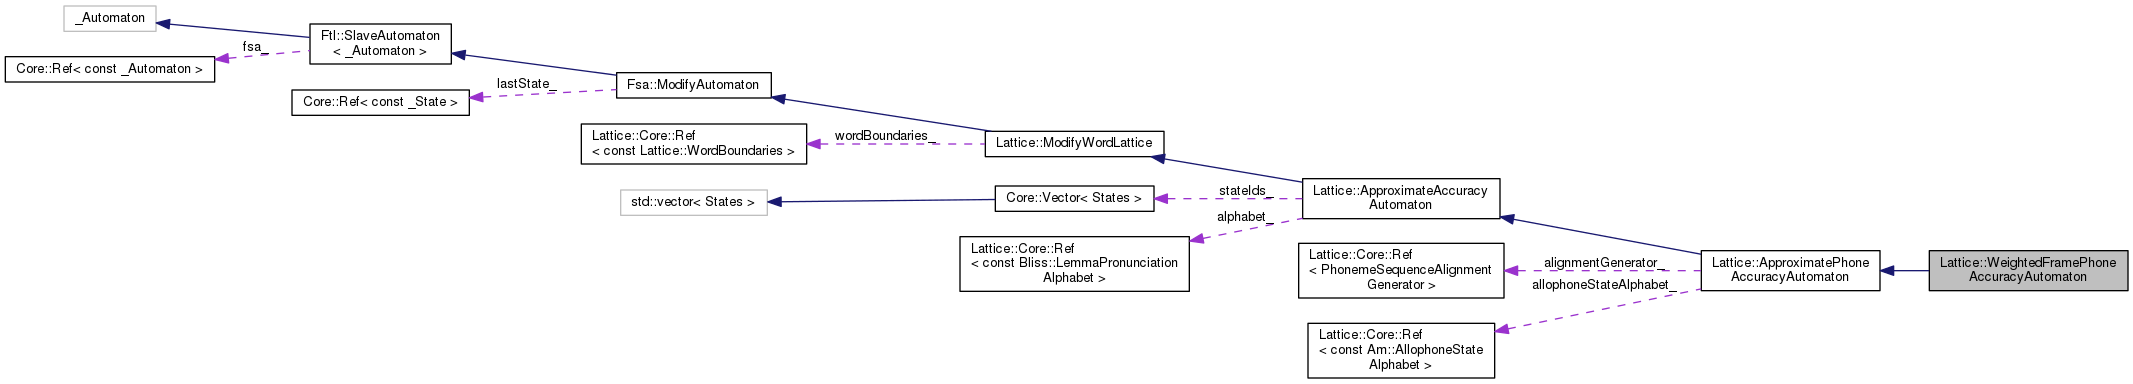 _Automaton
Ftl::SlaveAutomaton
< _Automaton >
fsa_
Core::Ref< const _Automaton >
Fsa::ModifyAutomaton
lastState_
Core::Ref< const _State >
Lattice::Core::Ref
< const Lattice::WordBoundaries >
wordBoundaries_
Lattice::ModifyWordLattice
std::vector< States >
Core::Vector< States >
stateIds_
Lattice::ApproximateAccuracy
Automaton
alphabet_
Lattice::Core::Ref
< const Bliss::LemmaPronunciation
Alphabet >
Lattice::Core::Ref
< PhonemeSequenceAlignment
Generator >
alignmentGenerator_
allophoneStateAlphabet_
Lattice::ApproximatePhone
AccuracyAutomaton
Lattice::WeightedFramePhone
AccuracyAutomaton
Lattice::Core::Ref
< const Am::AllophoneState
Alphabet >